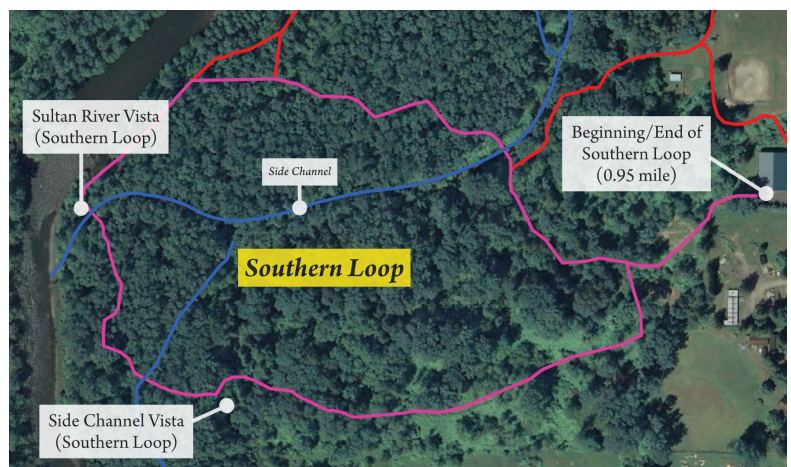 Sultan River Vista
(Southern Loop)
Side Channel
Beginning/End of
Southern Loop
(0.95 mile)
Southern Loop
Side Channel Vista
(Southern Loop)